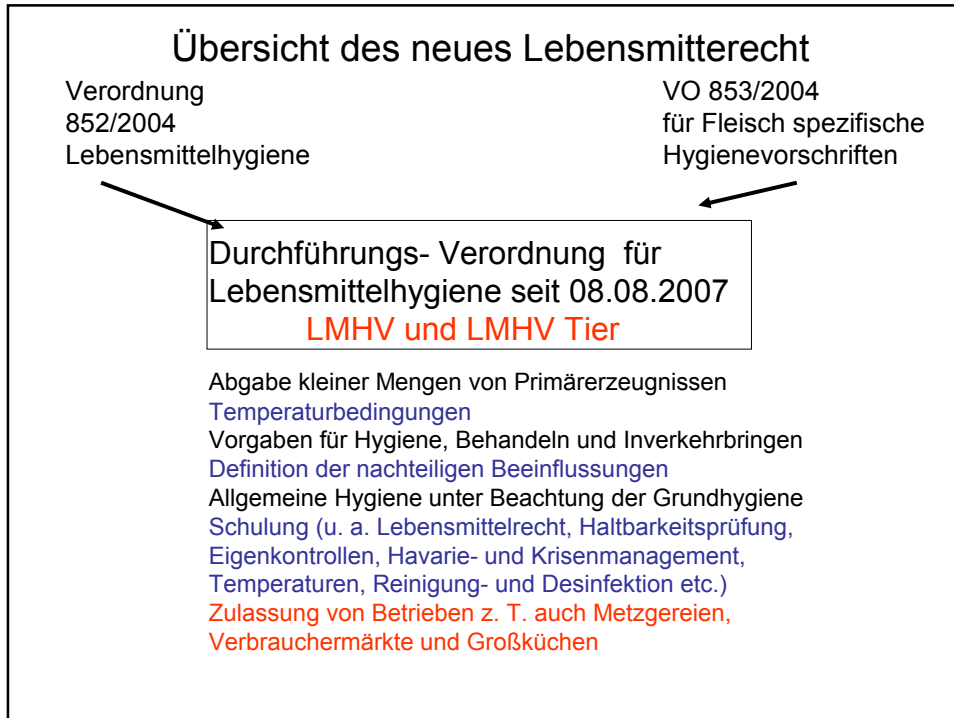 Übersicht des neues Lebensmitterecht
Verordnung
852/2004
Lebensmittelhygiene
VO 853/2004
für Fleisch spezifische
Hygienevorschriften
Durchführungs- Verordnung für
Lebensmittelhygiene seit 08.08.2007
LMHV und LMHV Tier
Abgabe kleiner Mengen von Primärerzeugnissen
Temperaturbedingungen
Vorgaben für Hygiene, Behandeln und Inverkehrbringen
Definition der nachteiligen Beeinflussungen
Allgemeine Hygiene unter Beachtung der Grundhygiene
Schulung (u. a. Lebensmittelrecht, Haltbarkeitsprüfung,
Eigenkontrollen, Havarie- und Krisenmanagement,
Temperaturen, Reinigung- und Desinfektion etc.)
Zulassung von Betrieben z. T. auch Metzgereien,
Verbrauchermärkte und Großküchen